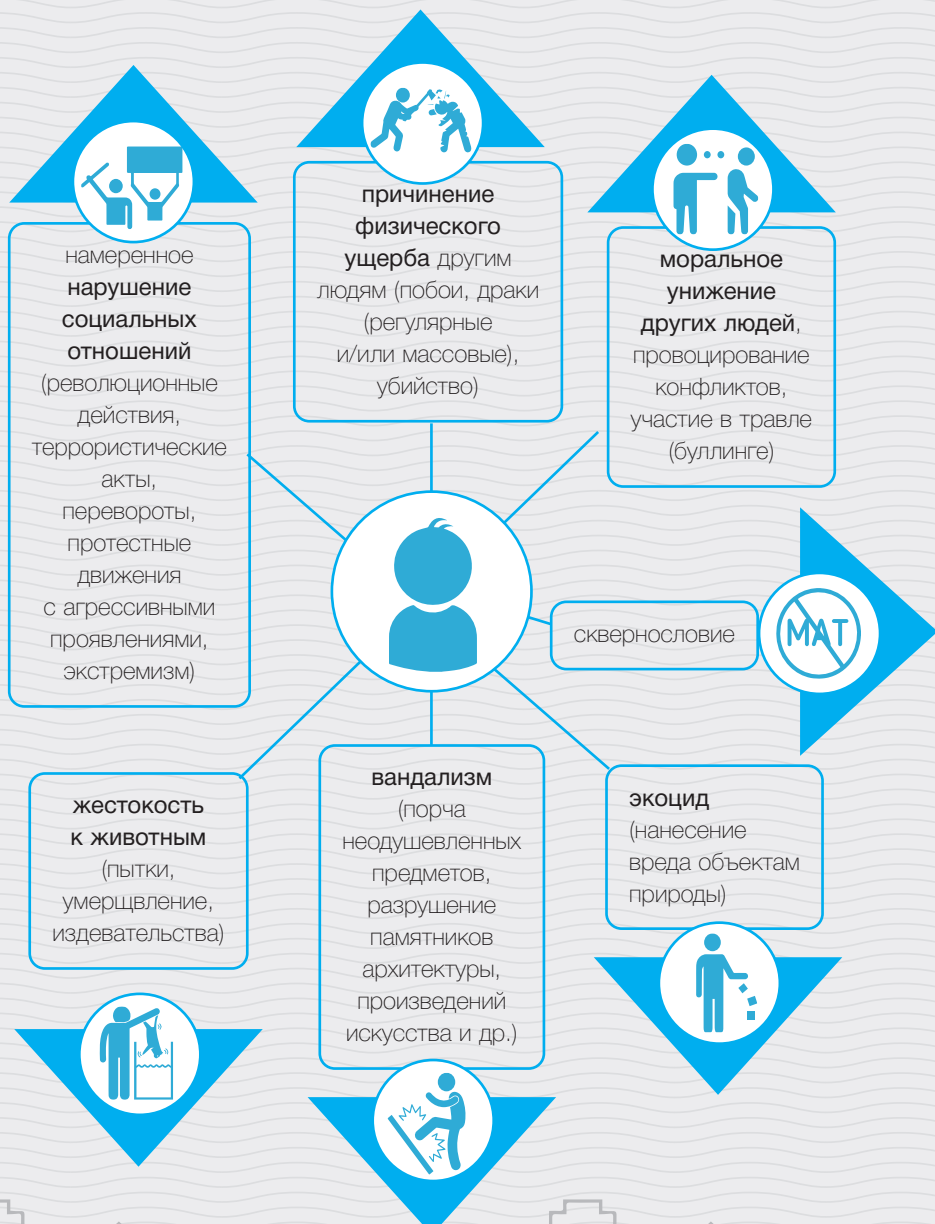 намеренное
нарушение
социальных
отношений
(революционные
действия,
террористические
акты,
перевороты,
протестные
движения
с агрессивными
проявлениями,
экстремизм)
причинение
физического
ущерба другим
людям (побои, драки
(регулярные
и/или массовые),
убийство)
моральное
унижение
других людей,
провоцирование
конфликтов,
участие в травле
(буллинге)
сквернословие
МАТ
жестокость
к животным
(пытки,
умерщвление,
издевательства)
вандализм
(порча
неодушевленных
предметов,
разрушение
памятников
архитектуры,
произведений
искусства и др.)
экоцид
(нанесение
вреда объектам
природы)